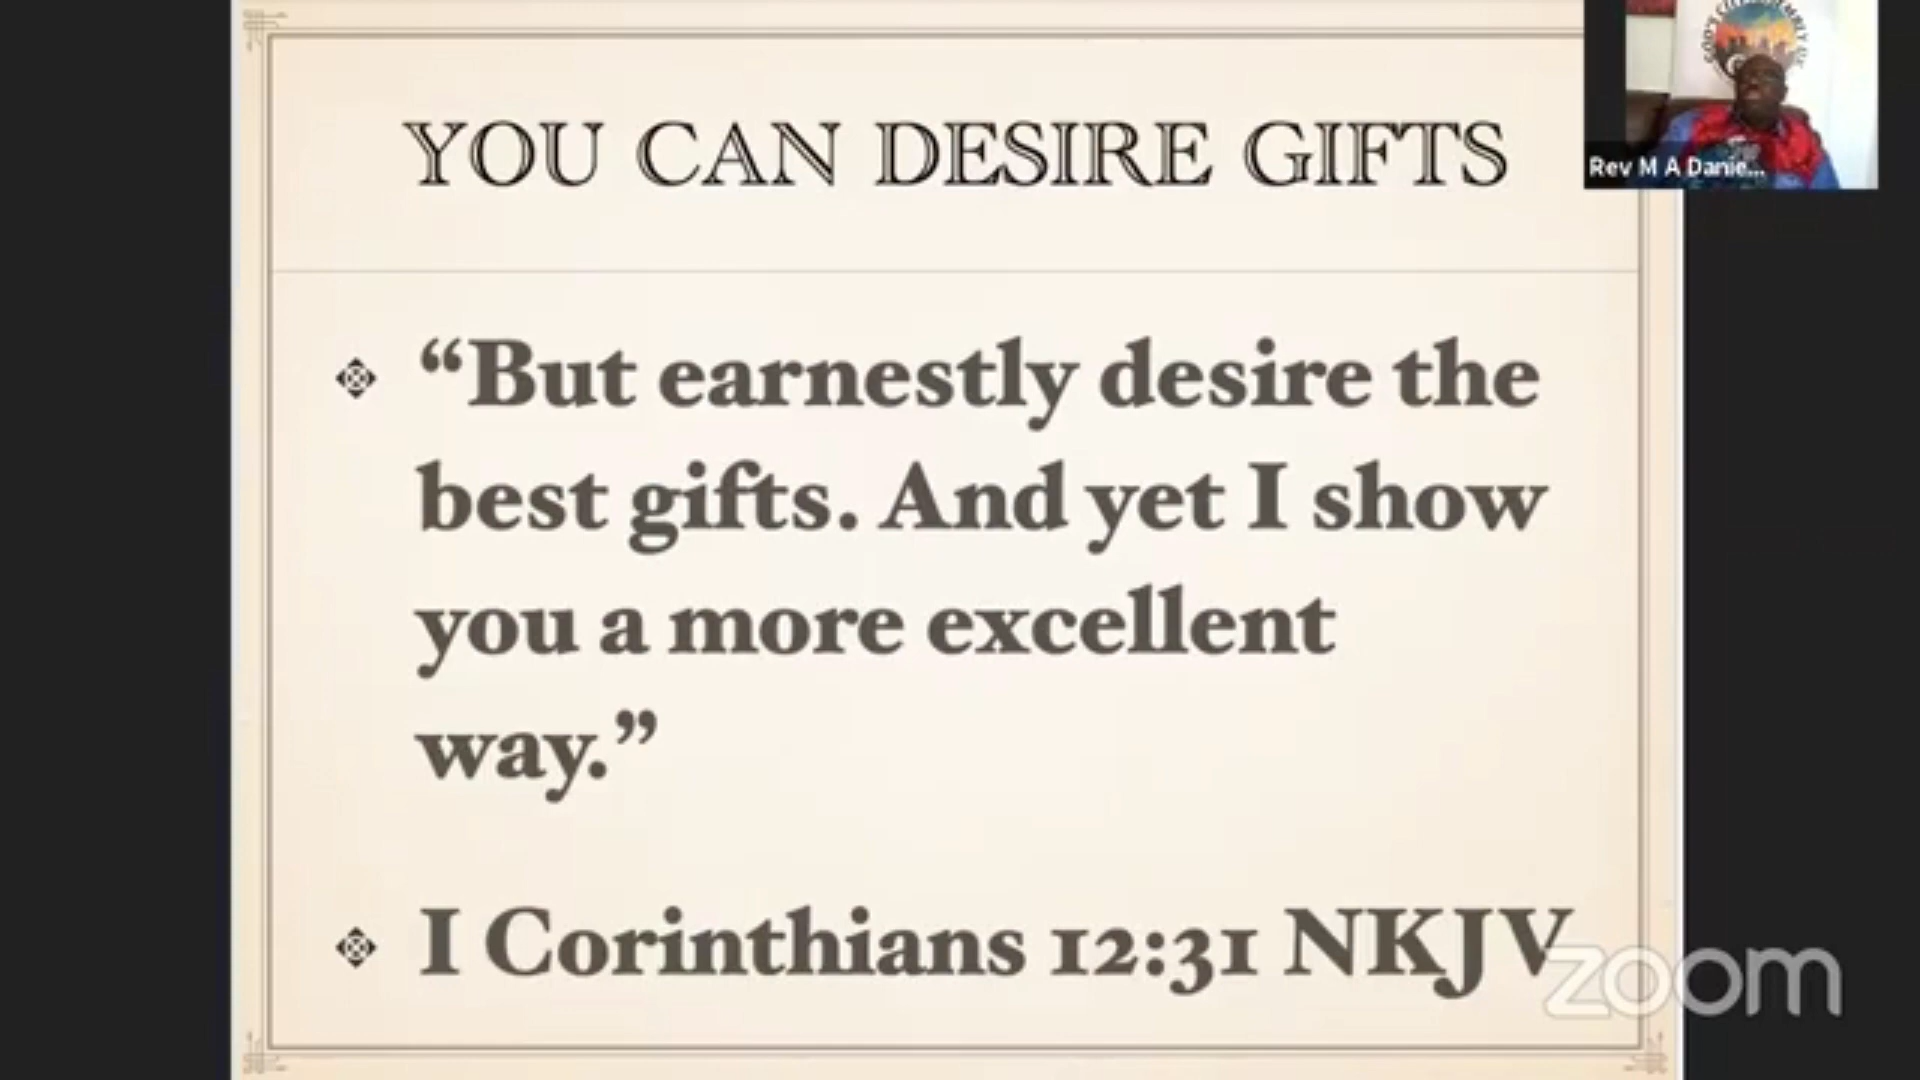 YOU CAN DESIRE GIFTS
Rev M A Danie...
“But earnestly desire the
best gifts. And yet I show
you a more excellent
way.”
I Corinthians 12:31 NKJV
zoom